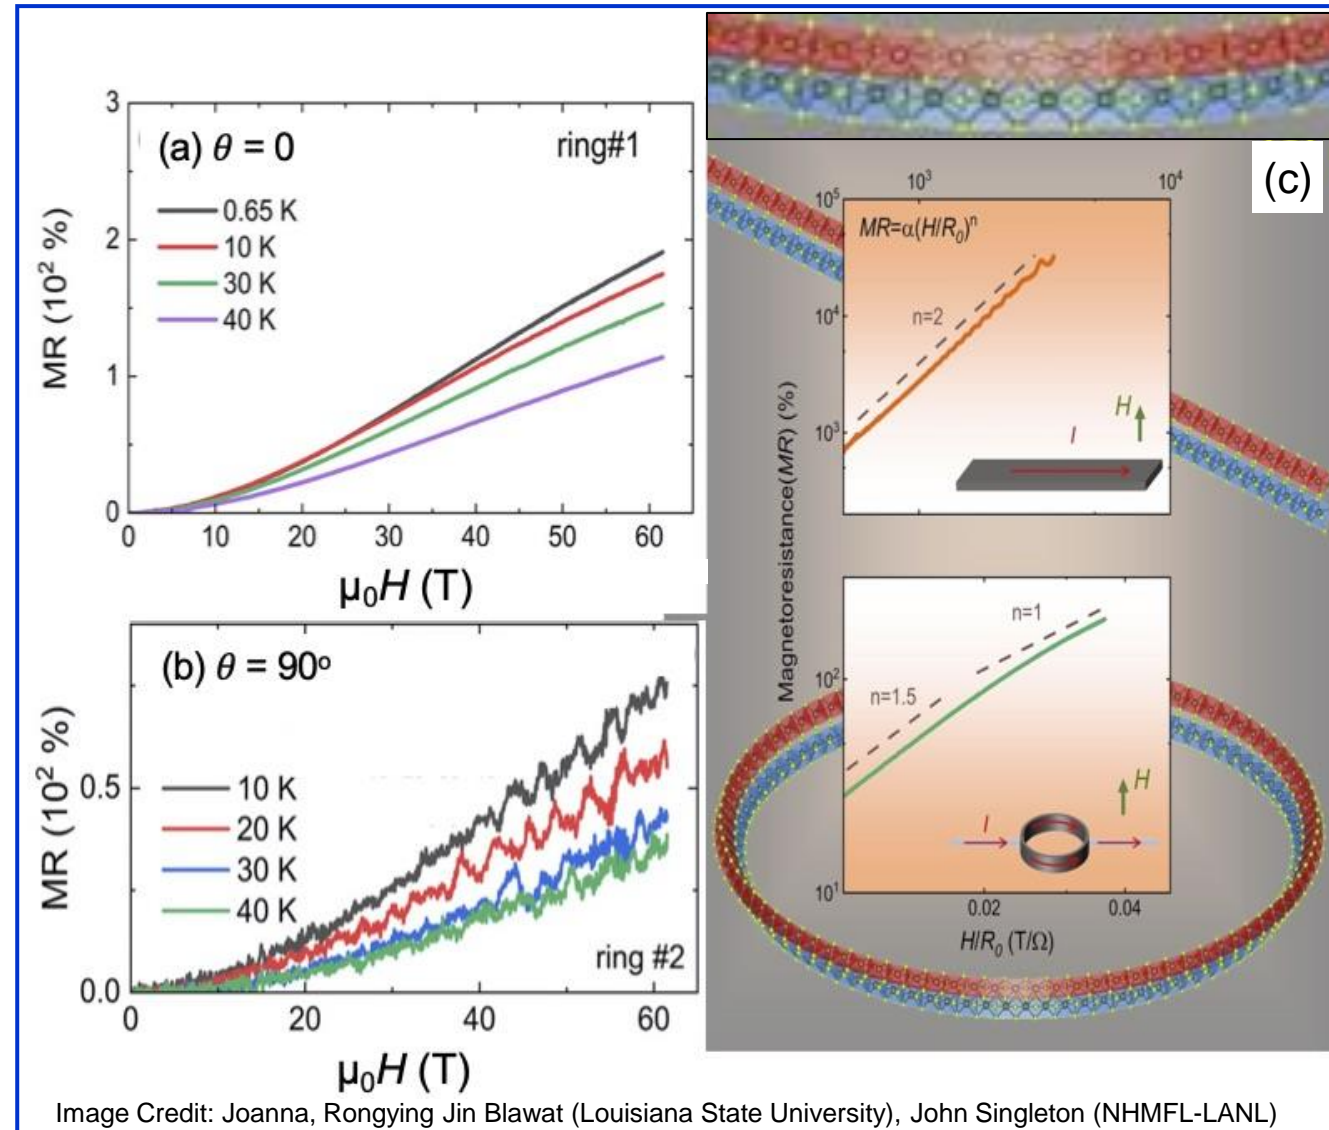 3
2
1
0
MR (10² %)
(a) θ = 0
ring#1
0.65 K
10 K
30 K
40 K
10 20 30 40 50 60
μ₀H (T)
0.5
0.0
MR (10² %)
(b) θ = 90º
10 K
20 K
30 K
40 K
ring #2
0 20 40 60
μ₀H (T)
(c)
10³ 10⁴
10⁵
10⁴
10³
MR=α(H/R₀)ⁿ
n=2
H
I
Magnetoresistance(MR) (%)
10²
10¹
n=1
n=1.5
H
I
0.02 0.04
H/R₀ (T/Ω)
Image Credit: Joanna, Rongying Jin Blawat (Louisiana State University), John Singleton (NHMFL-LANL)